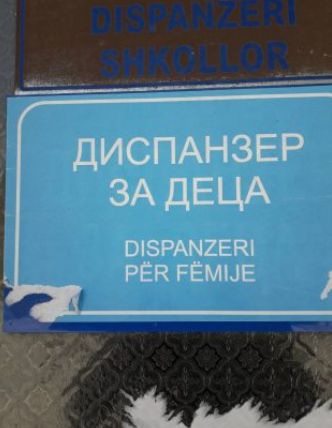 DISPANZERI
SHKOLLOR
ДИСПАНЗЕР
ЗА ДЕЦА
DISPANZERI
PËR FËMIJE